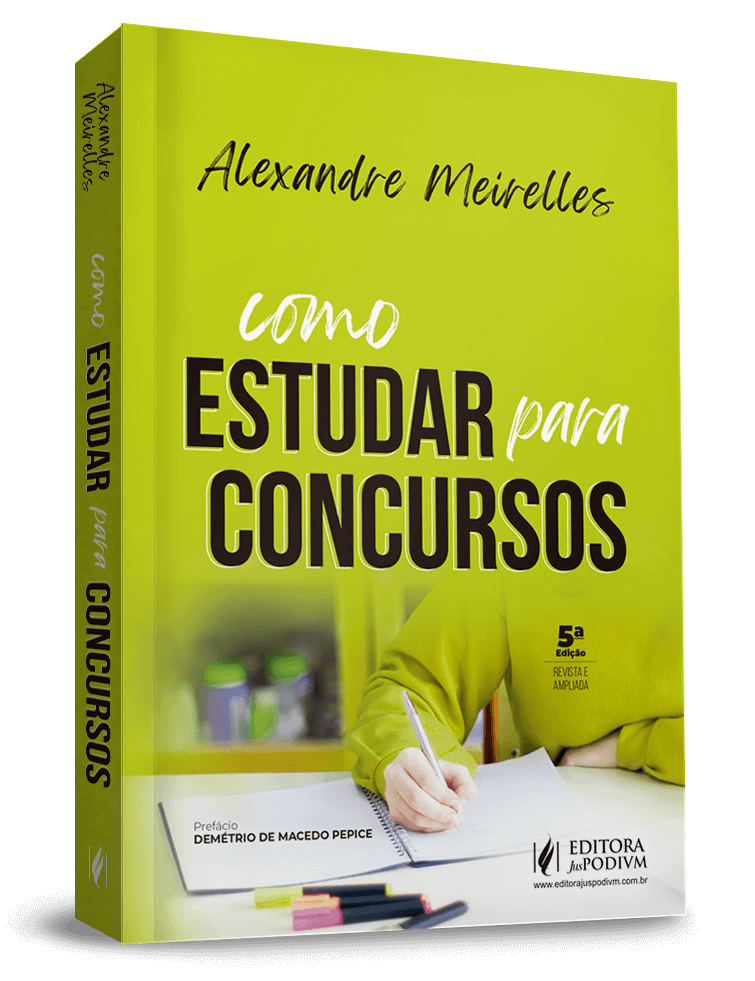 Alexandre Meirelles
como
ESTUDAR para
CONCURSOS
5ª
Edição
REVISTA E
AMPLIADA
Prefácio
DEMÉTRIO DE MACEDO PEPICE
EDITORA
JusPODIVM
www.editorajuspodivm.com.br
Alexandre
Meirelles
como ESTUDAR para CONCURSOS